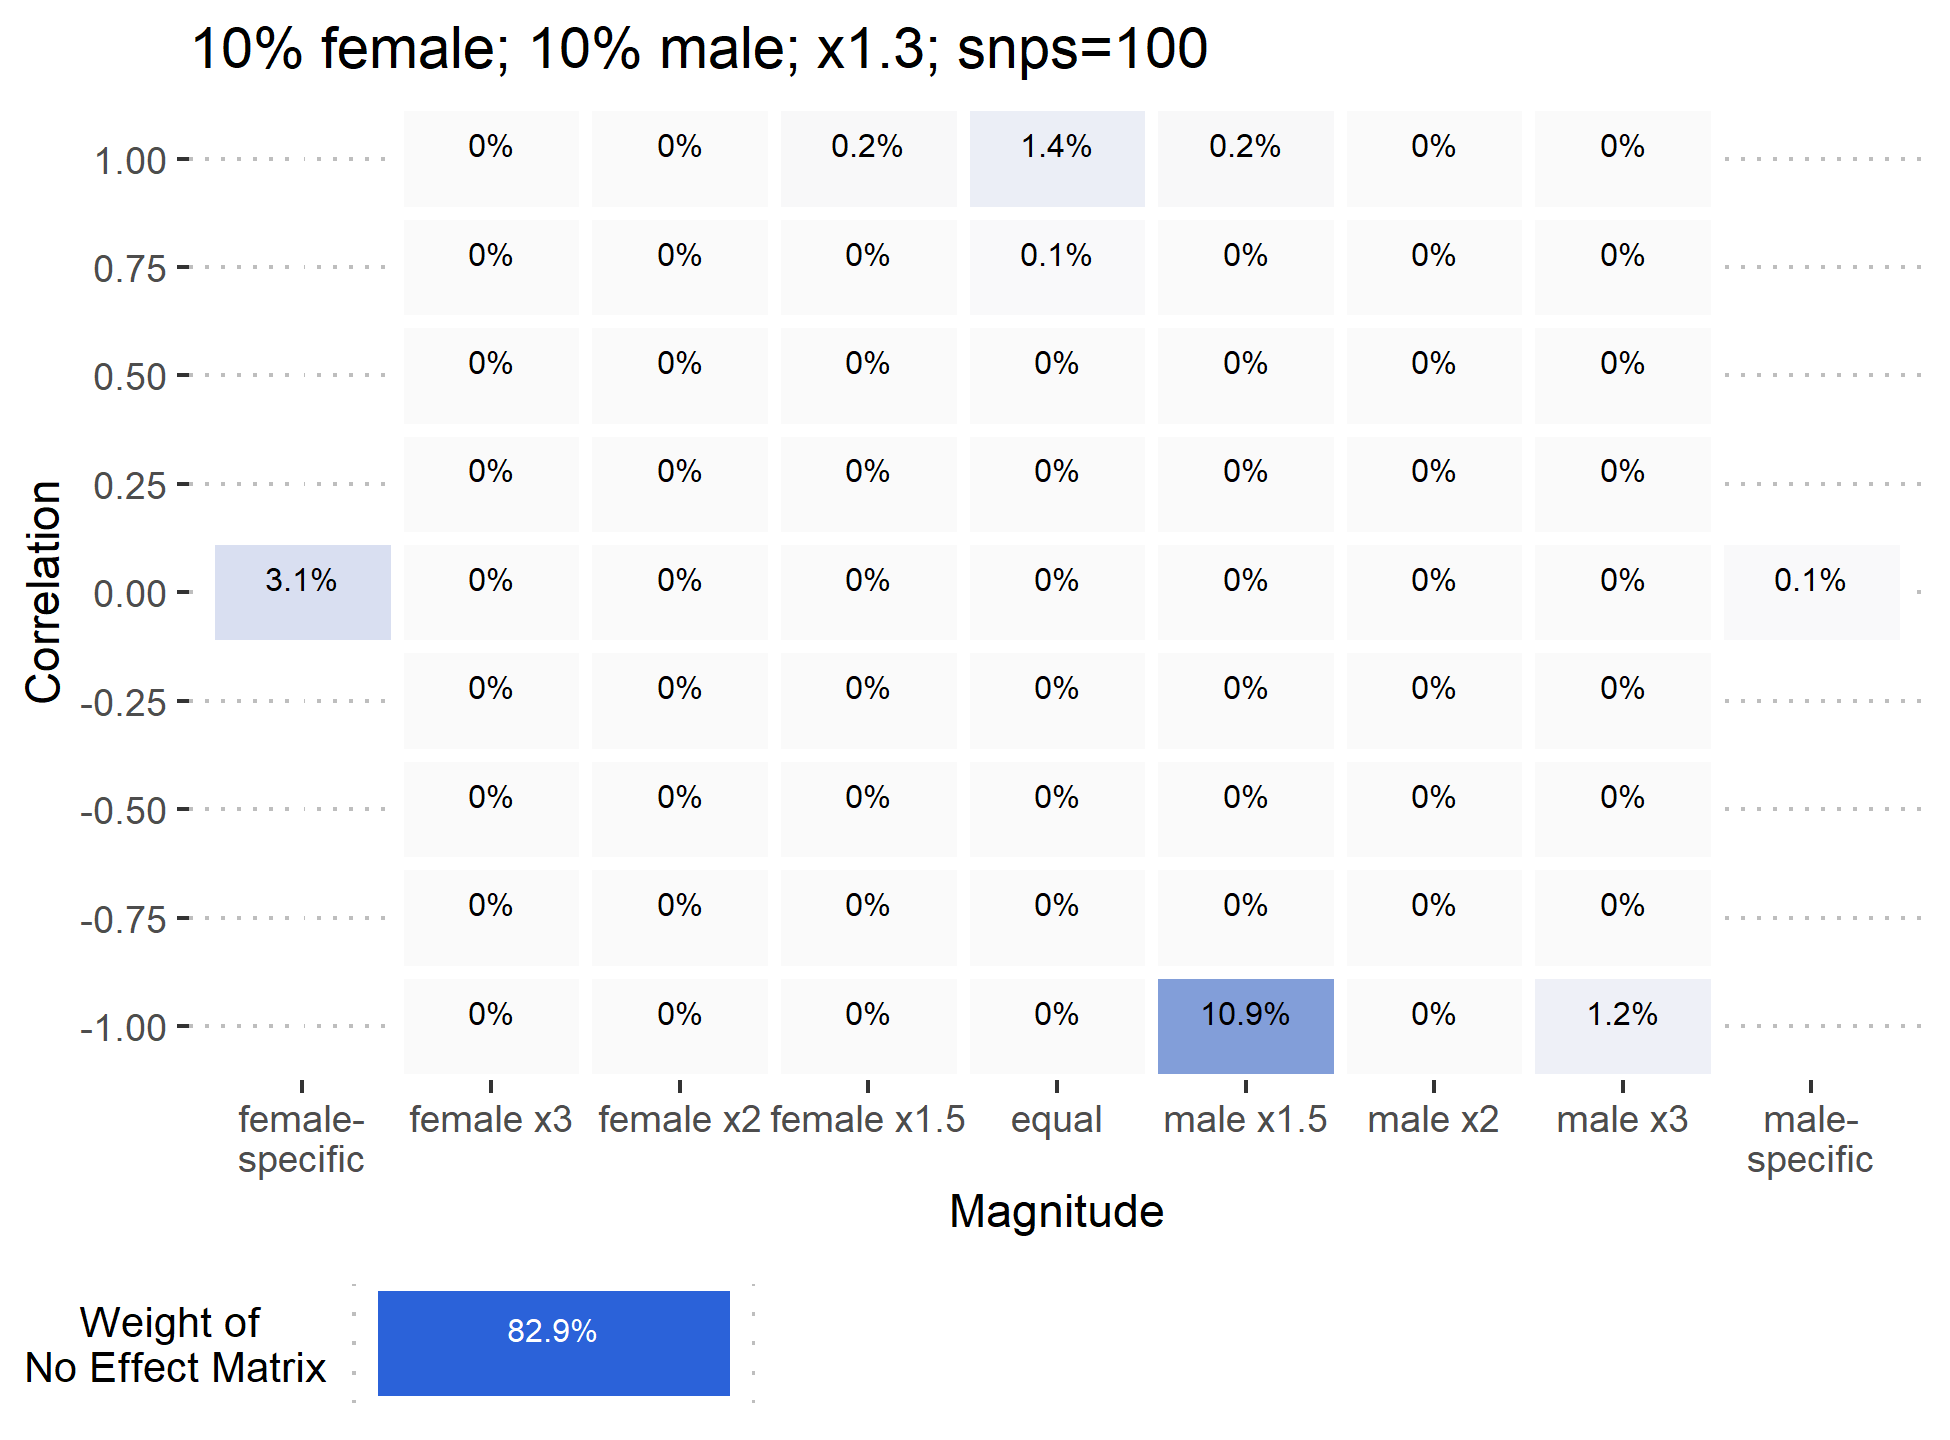 10% female; 10% male; x1.3; snps=100
1.00 0% 0% 0.2% 1.4% 0.2% 0% 0%
0.75 0% 0% 0% 0.1% 0% 0% 0%
0.50 0% 0% 0% 0% 0% 0% 0%
0.25 0% 0% 0% 0% 0% 0% 0%
0.00 3.1% 0% 0% 0% 0% 0% 0% 0% 0.1%
-0.25 0% 0% 0% 0% 0% 0% 0%
-0.50 0% 0% 0% 0% 0% 0% 0%
-0.75 0% 0% 0% 0% 0% 0% 0%
-1.00 0% 0% 0% 0% 10.9% 0% 1.2%
Correlation
female-
specific
female x3
female x2
female x1.5
equal
male x1.5
male x2
male x3
male-
specific
Magnitude
Weight of
No Effect Matrix
82.9%